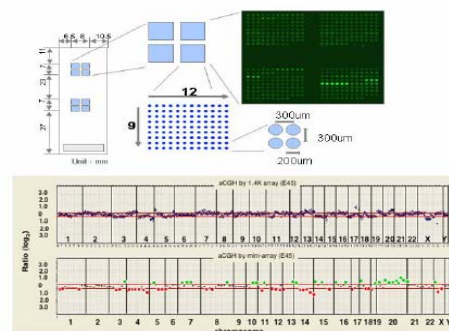 6.5 8 10.5
11
7
23
7
27
Unit - mm
12
9
300um
300um
200um
aCGH by 1.4K array (E45)
3.0
2.0
1.0
0.0
1.0
2.0
3.0
1 2 3 4 5 6 7 8 9 10 11 12 13 14 15 16 17 18 19 20 21 22 X Y
Ratio (log2)
aCGH by mini-array (E45)
3.0
2.0
1.0
0.0
1.0
2.0
3.0
1 2 3 4 5 6 7 8 9 10 11 12 13 14 15 16 17 18 19 20 21 22 X Y
chromosome